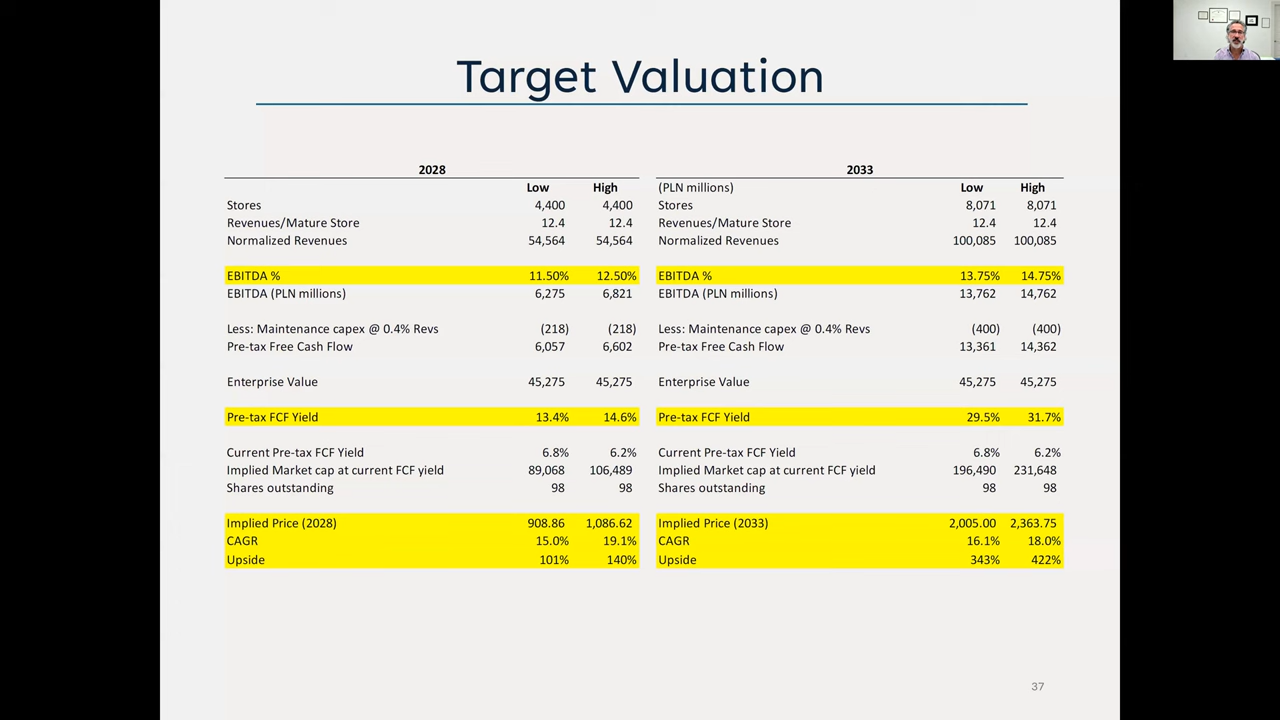 Target Valuation
2028
Low High
Stores 4,400 4,400
Revenues/Mature Store 12.4 12.4
Normalized Revenues 54,564 54,564
EBITDA % 11.50% 12.50%
EBITDA (PLN millions) 6,275 6,821
Less: Maintenance capex @ 0.4% Revs (218) (218)
Pre-tax Free Cash Flow 6,057 6,602
Enterprise Value 45,275 45,275
Pre-tax FCF Yield 13.4% 14.6%
Current Pre-tax FCF Yield 6.8% 6.2%
Implied Market cap at current FCF yield 89,068 106,489
Shares outstanding 98 98
Implied Price (2028) 908.86 1,086.62
CAGR 15.0% 19.1%
Upside 101% 140%
2033
(PLN millions) Low High
Stores 8,071 8,071
Revenues/Mature Store 12.4 12.4
Normalized Revenues 100,085 100,085
EBITDA % 13.75% 14.75%
EBITDA (PLN millions) 13,762 14,762
Less: Maintenance capex @ 0.4% Revs (400) (400)
Pre-tax Free Cash Flow 13,361 14,362
Enterprise Value 45,275 45,275
Pre-tax FCF Yield 29.5% 31.7%
Current Pre-tax FCF Yield 6.8% 6.2%
Implied Market cap at current FCF yield 196,490 231,648
Shares outstanding 98 98
Implied Price (2033) 2,005.00 2,363.75
CAGR 16.1% 18.0%
Upside 343% 422%
37